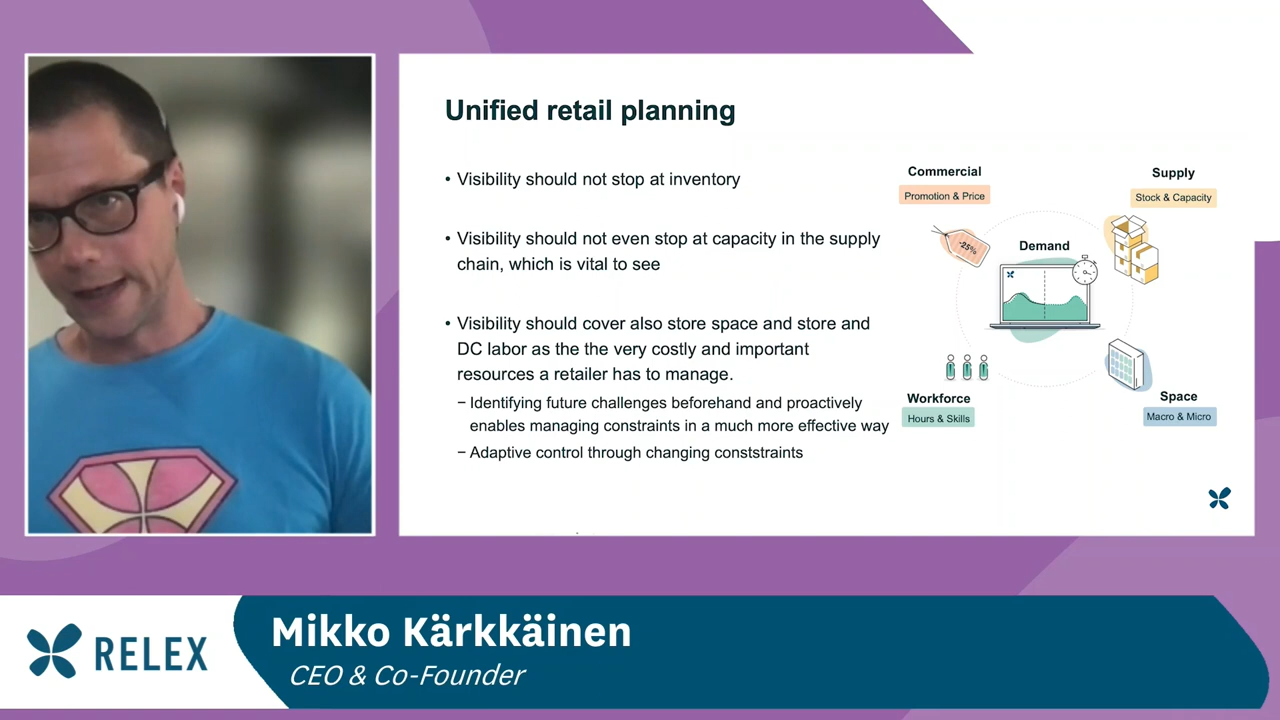 Unified retail planning
• Visibility should not stop at inventory
• Visibility should not even stop at capacity in the supply
chain, which is vital to see
• Visibility should cover also store space and store and
DC labor as the the very costly and important
resources a retailer has to manage.
− Identifying future challenges beforehand and proactively
enables managing constraints in a much more effective way
− Adaptive control through changing conststraints
Commercial
Promotion & Price
Supply
Stock & Capacity
-25%
Demand
Workforce
Hours & Skills
Space
Macro & Micro
RELEX
Mikko Kärkkäinen
CEO & Co-Founder